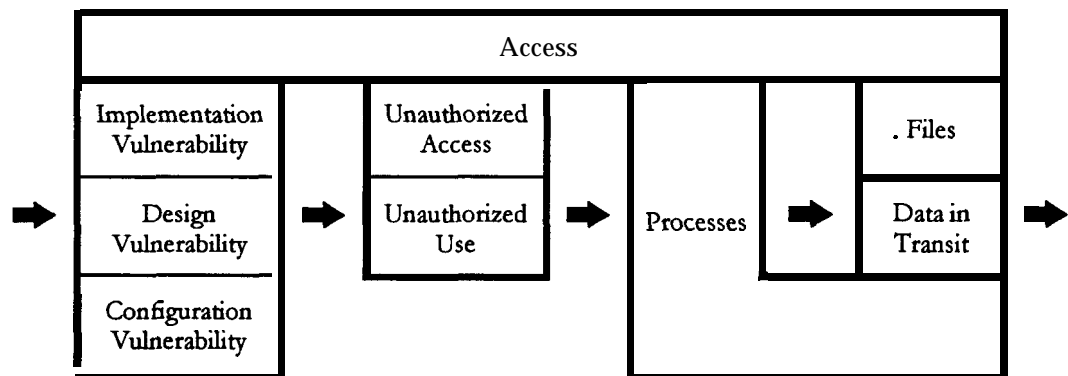 Access
Implementation
Vulnerability
Design
Vulnerability
Configuration
Vulnerability
Unauthorized
Access
Unauthorized
Use
Processes
. Files
Data in
Transit